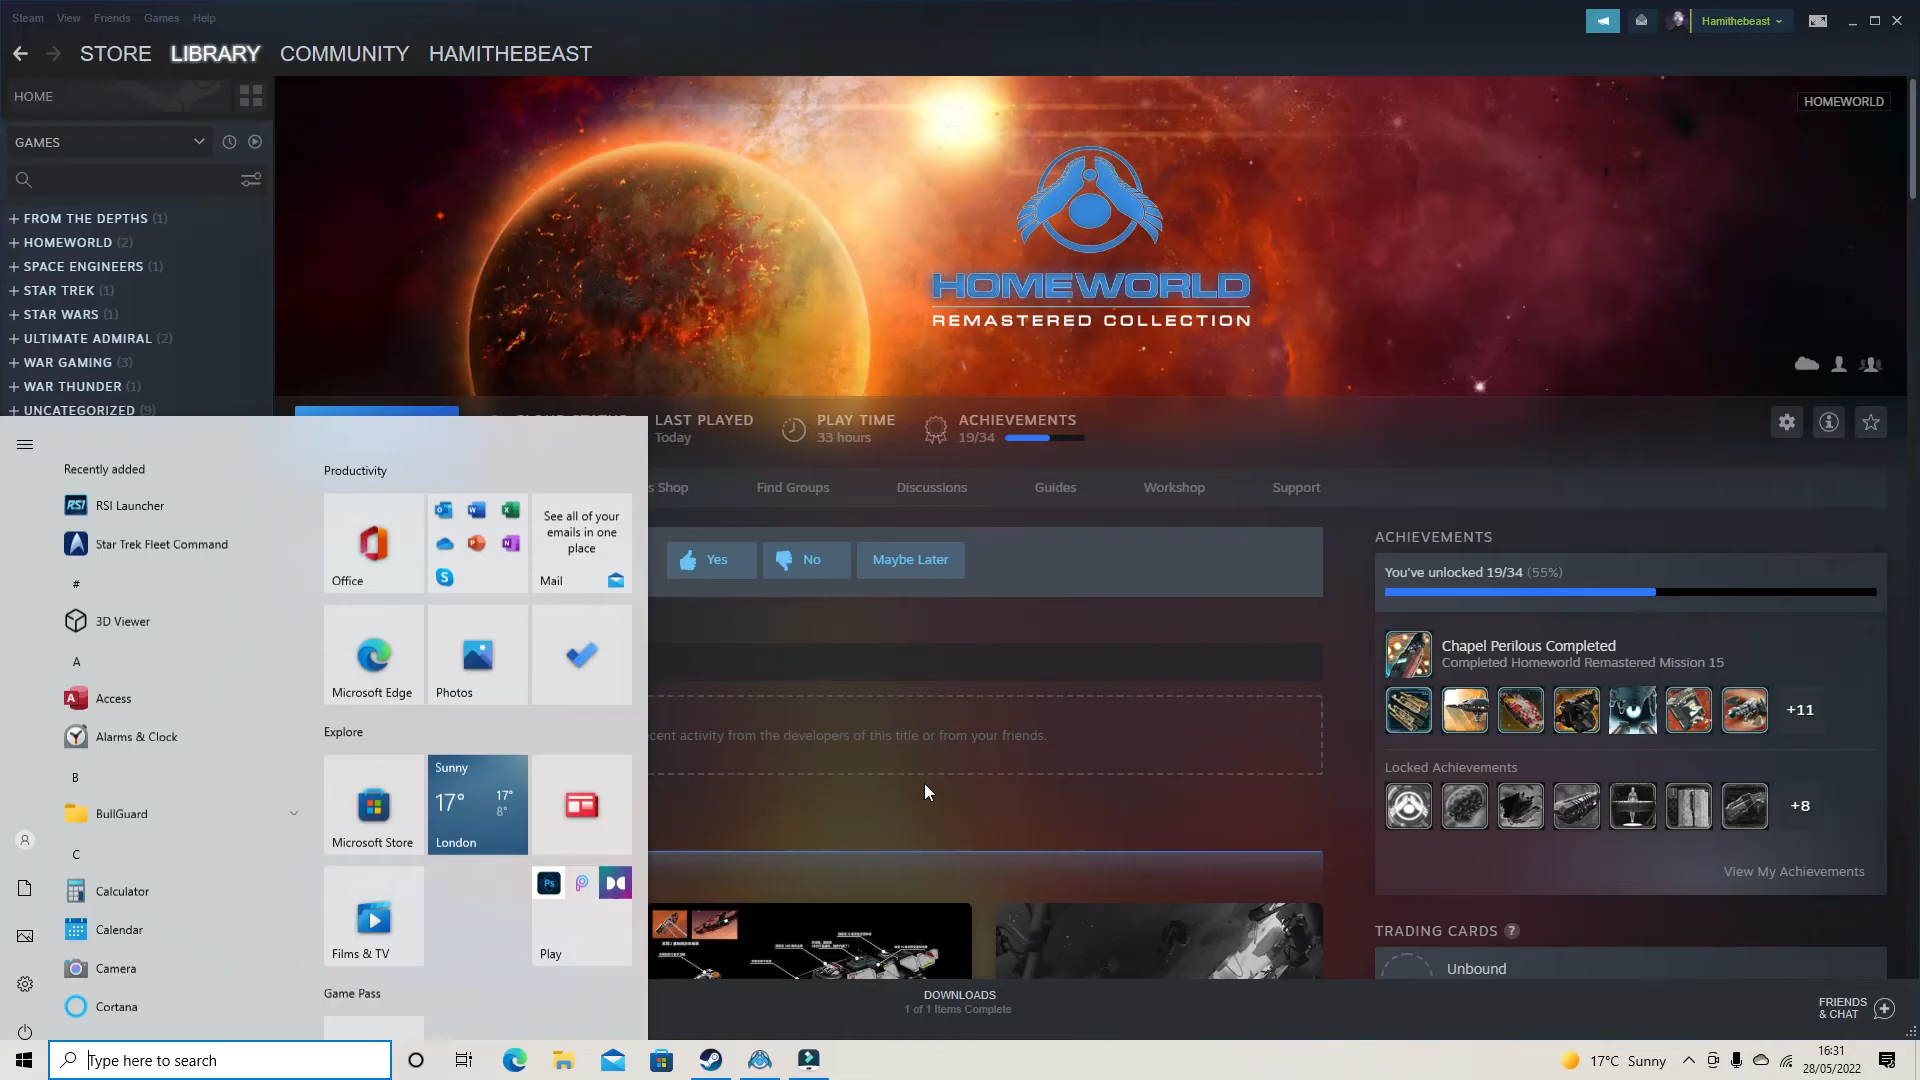 Steam View Friends Games Help
Hamithebeast
STORE LIBRARY COMMUNITY HAMITHEBEAST
HOME
HOMEWORLD
GAMES
+ FROM THE DEPTHS (1)
+ HOMEWORLD (2)
+ SPACE ENGINEERS (1)
+ STAR TREK (1)
+ STAR WARS (1)
+ ULTIMATE ADMIRAL (2)
+ WAR GAMING (3)
+ WAR THUNDER (1)
+ UNCATEGORIZED (9)
HOMEWORLD
REMASTERED COLLECTION
LAST PLAYED
Today
PLAY TIME
33 hours
ACHIEVEMENTS
19/34
s Shop Find Groups Discussions Guides Workshop Support
Yes No Maybe Later
cent activity from the developers of this title or from your friends.
ACHIEVEMENTS
You've unlocked 19/34 (55%)
Chapel Perilous Completed
Completed Homeworld Remastered Mission 15
+11
Locked Achievements
+8
View My Achievements
TRADING CARDS ?
Unbound
DOWNLOADS
1 of 1 Items Complete
FRIENDS
& CHAT
Recently added
RSI Launcher
Star Trek Fleet Command
#
3D Viewer
A
Access
Alarms & Clock
B
BullGuard
C
Calculator
Calendar
Camera
Cortana
Productivity
Office
See all of your
emails in one
place
Mail
Microsoft Edge
Photos
Explore
Microsoft Store
Sunny
17° 17°
8°
London
Films & TV
Ps
Play
Game Pass
Type here to search
17°C Sunny
16:31
28/05/2022